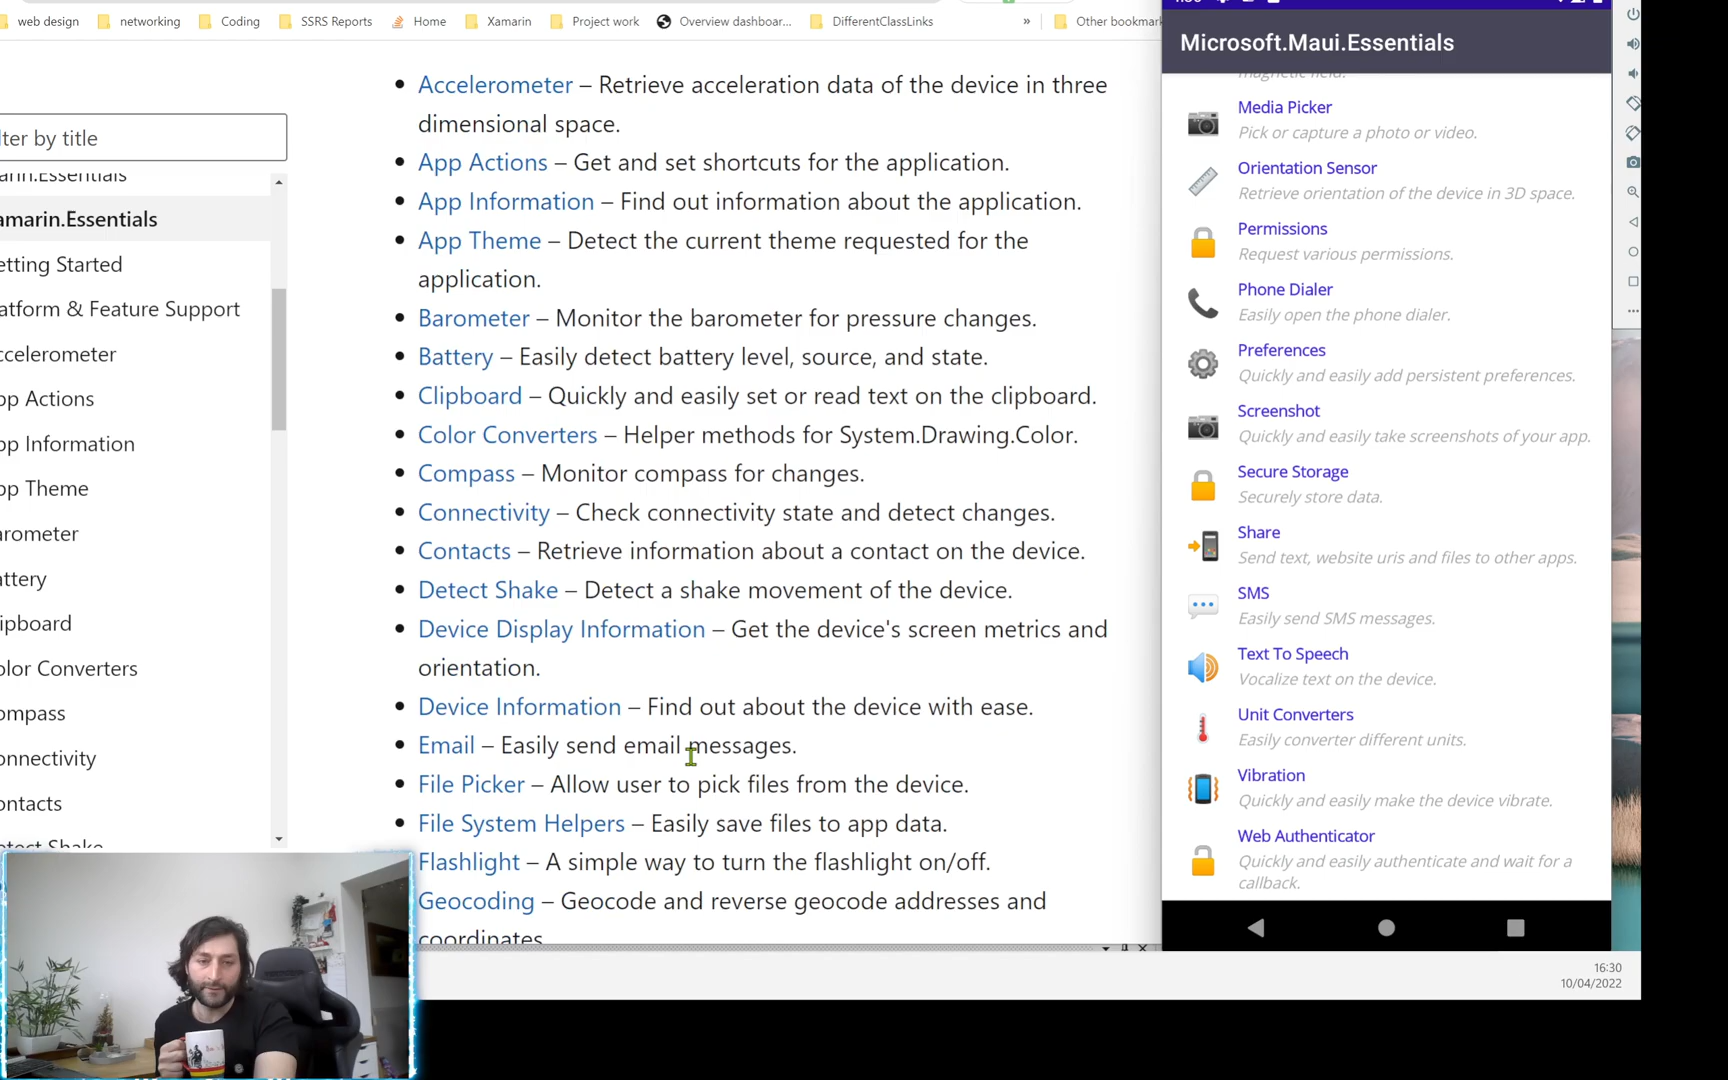 web design networking Coding SSRS Reports Home Xamarin Project work Overview dashboar... DifferentClassLinks » Other bookmar
lter by title
amarin.Essentials
etting Started
latform & Feature Support
ccelerometer
pp Actions
pp Information
pp Theme
arometer
attery
lipboard
olor Converters
ompass
onnectivity
ontacts
etect Shake
Accelerometer – Retrieve acceleration data of the device in three
dimensional space.
App Actions – Get and set shortcuts for the application.
App Information – Find out information about the application.
App Theme – Detect the current theme requested for the
application.
Barometer – Monitor the barometer for pressure changes.
Battery – Easily detect battery level, source, and state.
Clipboard – Quickly and easily set or read text on the clipboard.
Color Converters – Helper methods for System.Drawing.Color.
Compass – Monitor compass for changes.
Connectivity – Check connectivity state and detect changes.
Contacts – Retrieve information about a contact on the device.
Detect Shake – Detect a shake movement of the device.
Device Display Information – Get the device's screen metrics and
orientation.
Device Information – Find out about the device with ease.
Email – Easily send email messages.
File Picker – Allow user to pick files from the device.
File System Helpers – Easily save files to app data.
Flashlight – A simple way to turn the flashlight on/off.
Geocoding – Geocode and reverse geocode addresses and
coordinates
Microsoft.Maui.Essentials
magnetic field.
Media Picker
Pick or capture a photo or video.
Orientation Sensor
Retrieve orientation of the device in 3D space.
Permissions
Request various permissions.
Phone Dialer
Easily open the phone dialer.
Preferences
Quickly and easily add persistent preferences.
Screenshot
Quickly and easily take screenshots of your app.
Secure Storage
Securely store data.
Share
Send text, website uris and files to other apps.
SMS
Easily send SMS messages.
Text To Speech
Vocalize text on the device.
Unit Converters
Easily converter different units.
Vibration
Quickly and easily make the device vibrate.
Web Authenticator
Quickly and easily authenticate and wait for a
callback.
16:30
10/04/2022